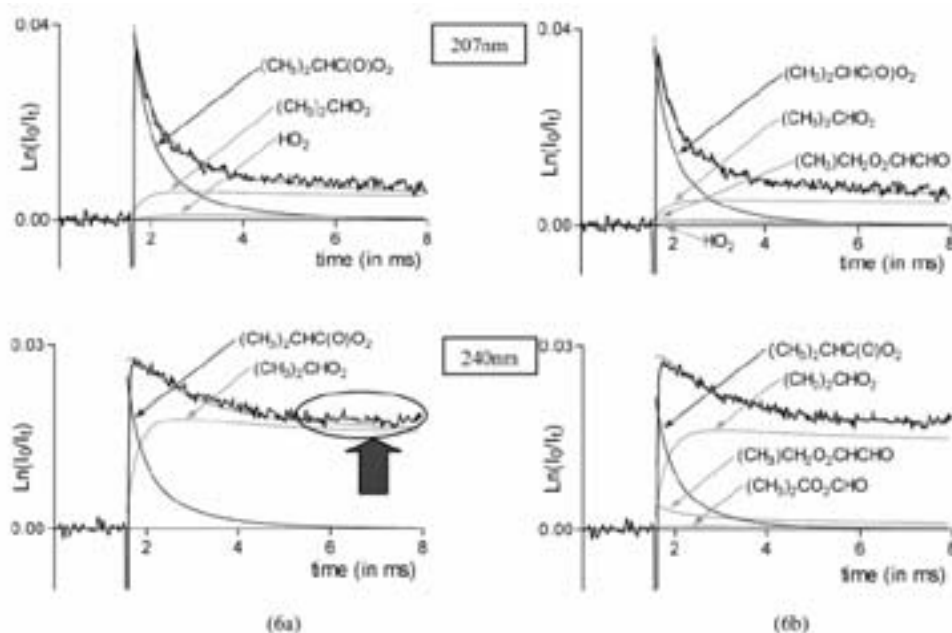 0.04
207nm
(CH₃)₂CHC(O)O₂
(CH₃)₂CHO₂
HO₂
Ln(I₀/Iₜ)
0.00
2 4 6 8
time (in ms)
0.04
(CH₃)₂CHC(O)O₂
(CH₃)₂CHO₂
(CH₃)CH₂O₂CHCHO
HO₂
Ln(I₀/Iₜ)
0.00
2 4 6 8
time (in ms)
0.03
240nm
(CH₃)₂CHC(O)O₂
(CH₃)₂CHO₂
Ln(I₀/Iₜ)
0.00
2 4 6 8
time (in ms)
(6a)
0.03
(CH₃)₂CHC(O)O₂
(CH₃)₂CHO₂
(CH₃)CH₂O₂CHCHO
(CH₃)₂CO₂CHO
Ln(I₀/Iₜ)
0.00
2 4 6 8
time (in ms)
(6b)